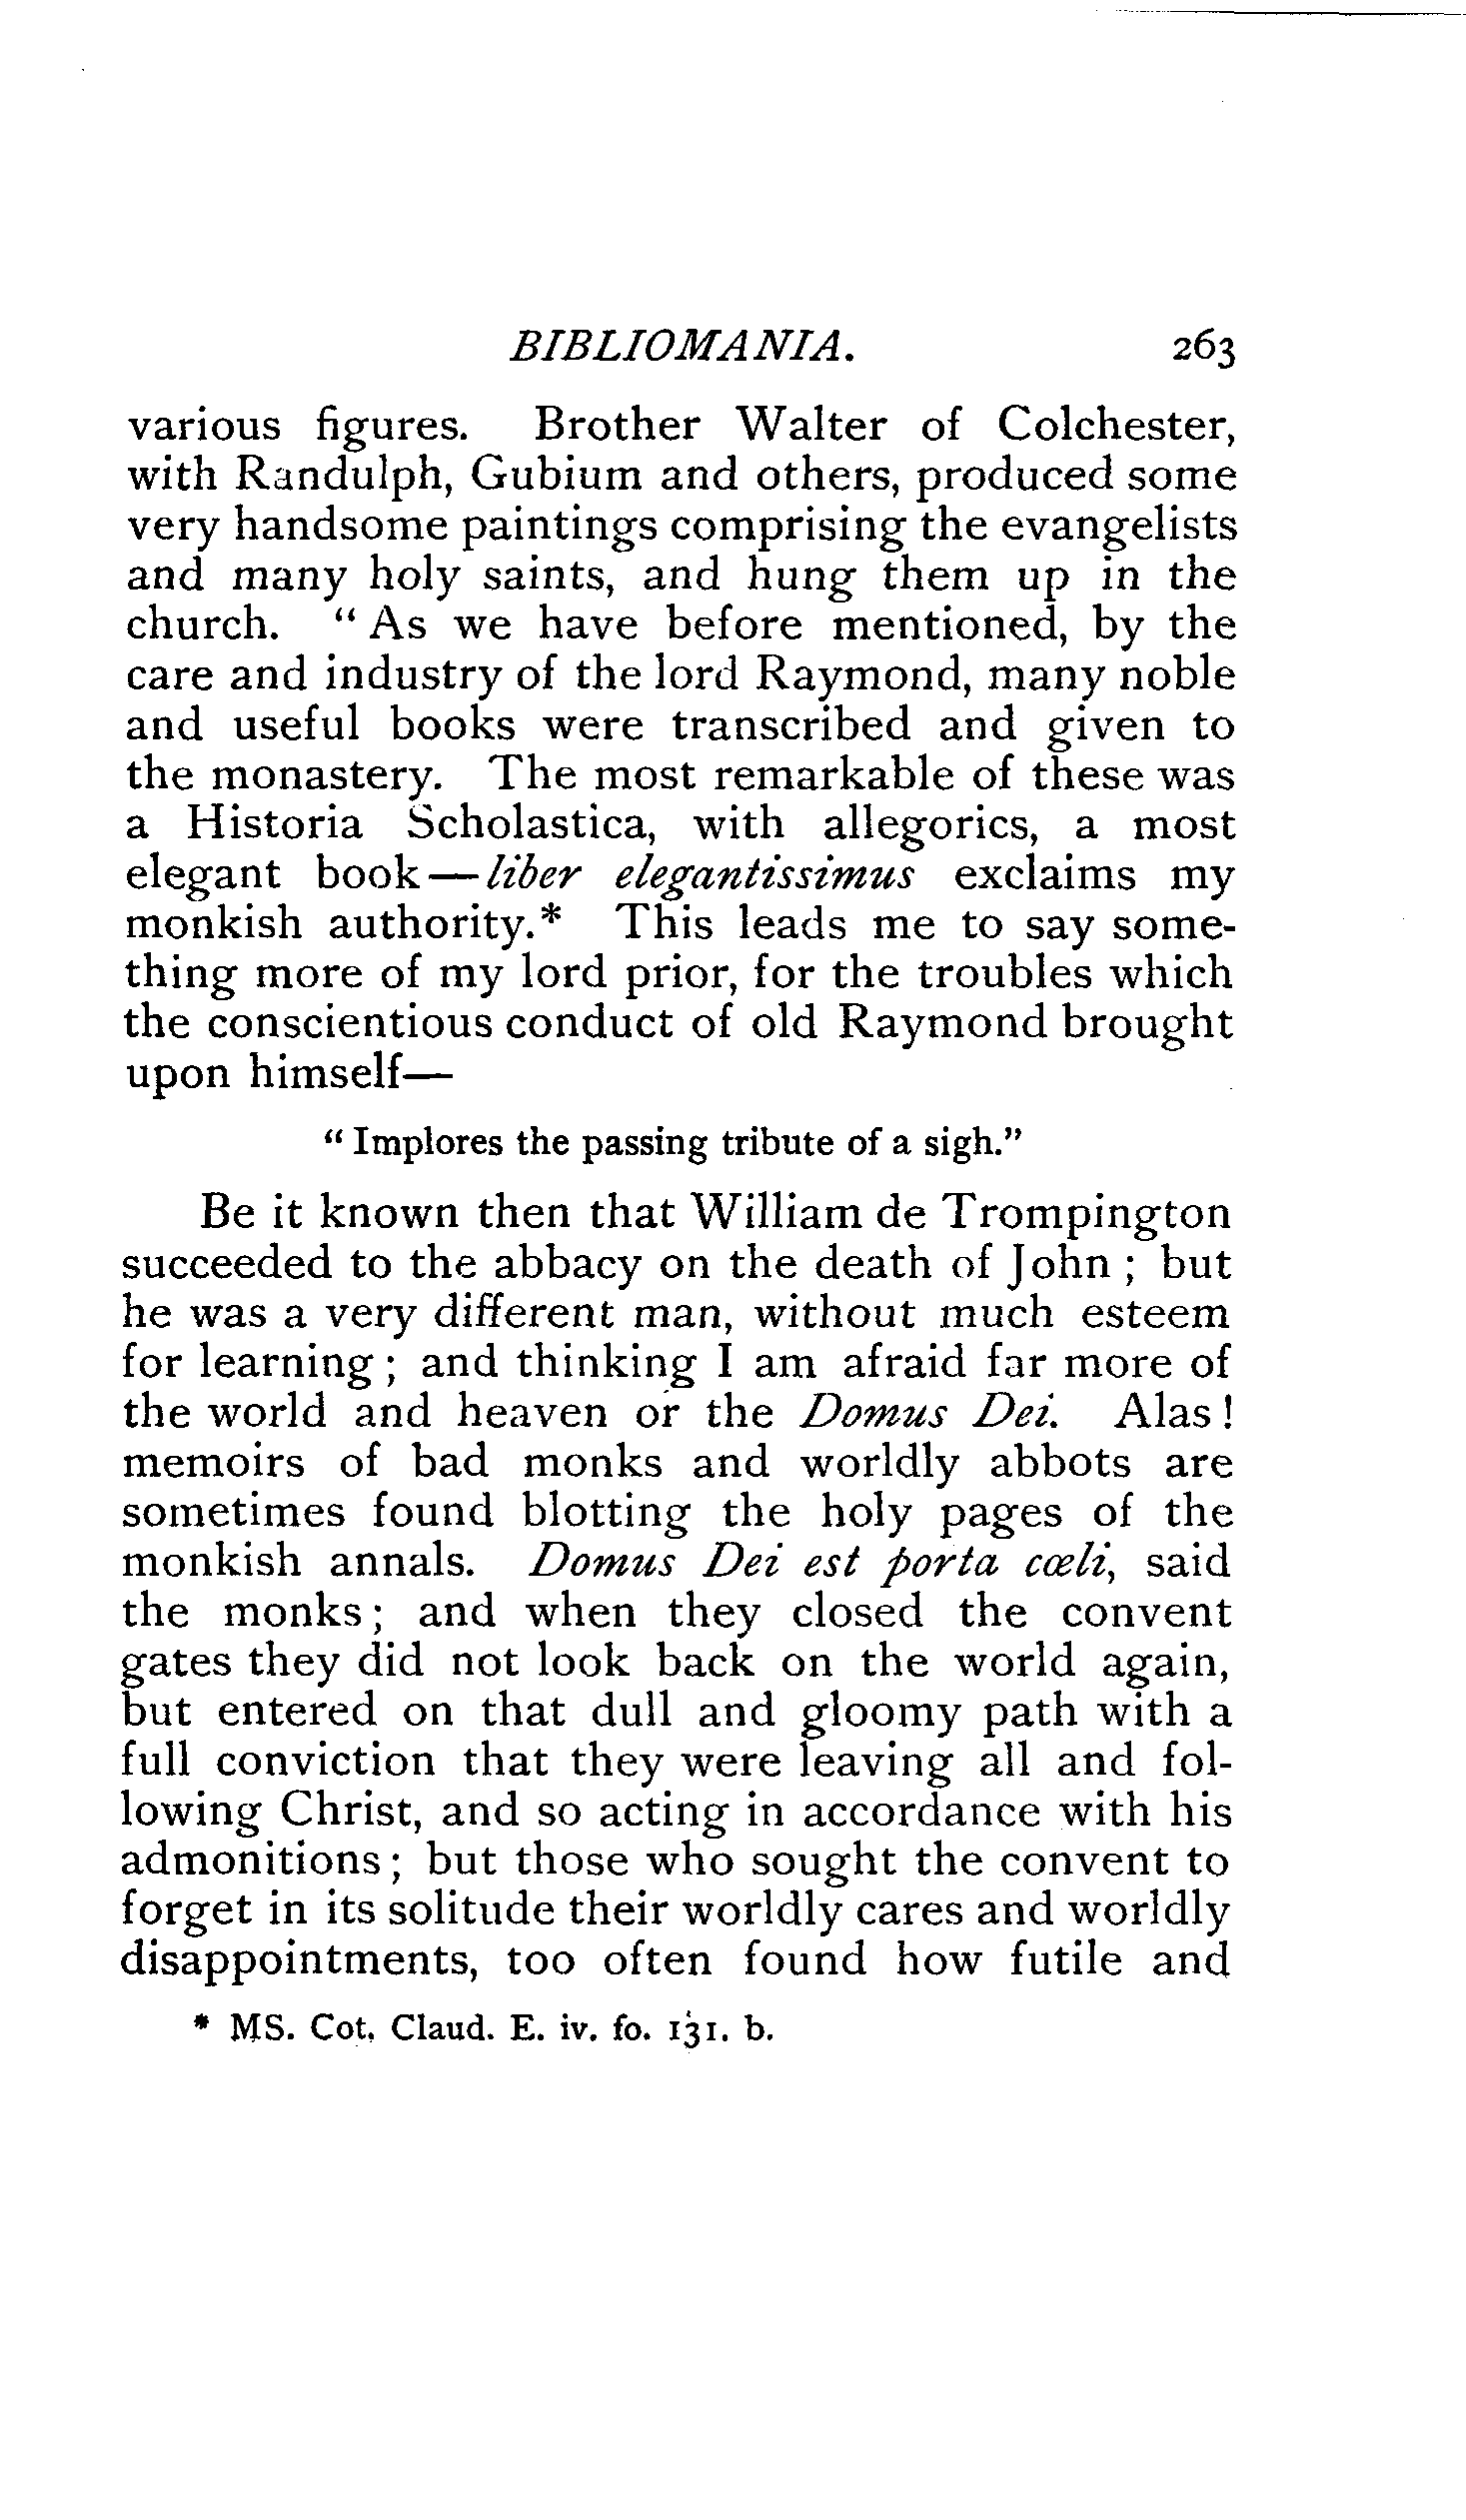 BIBLIOMANIA. 263
various figures. Brother Walter of Colchester,
with Randulph, Gubium and others, produced some
very handsome paintings comprising the evangelists
and many holy saints, and hung them up in the
church. “ As we have before mentioned, by the
care and industry of the lord Raymond, many noble
and useful books were transcribed and given to
the monastery. The most remarkable of these was
a Historia Scholastica, with allegorics, a most
elegant book—liber elegantissimus exclaims my
monkish authority.* This leads me to say some-
thing more of my lord prior, for the troubles which
the conscientious conduct of old Raymond brought
upon himself—
“ Implores the passing tribute of a sigh.”
Be it known then that William de Trompington
succeeded to the abbacy on the death of John ; but
he was a very different man, without much esteem
for learning ; and thinking I am afraid far more of
the world and heaven or the Domus Dei. Alas !
memoirs of bad monks and worldly abbots are
sometimes found blotting the holy pages of the
monkish annals. Domus Dei est porta cœli, said
the monks ; and when they closed the convent
gates they did not look back on the world again,
but entered on that dull and gloomy path with a
full conviction that they were leaving all and fol-
lowing Christ, and so acting in accordance with his
admonitions ; but those who sought the convent to
forget in its solitude their worldly cares and worldly
disappointments, too often found how futile and
* MS. Cot. Claud. E. iv. fo. 131. b.